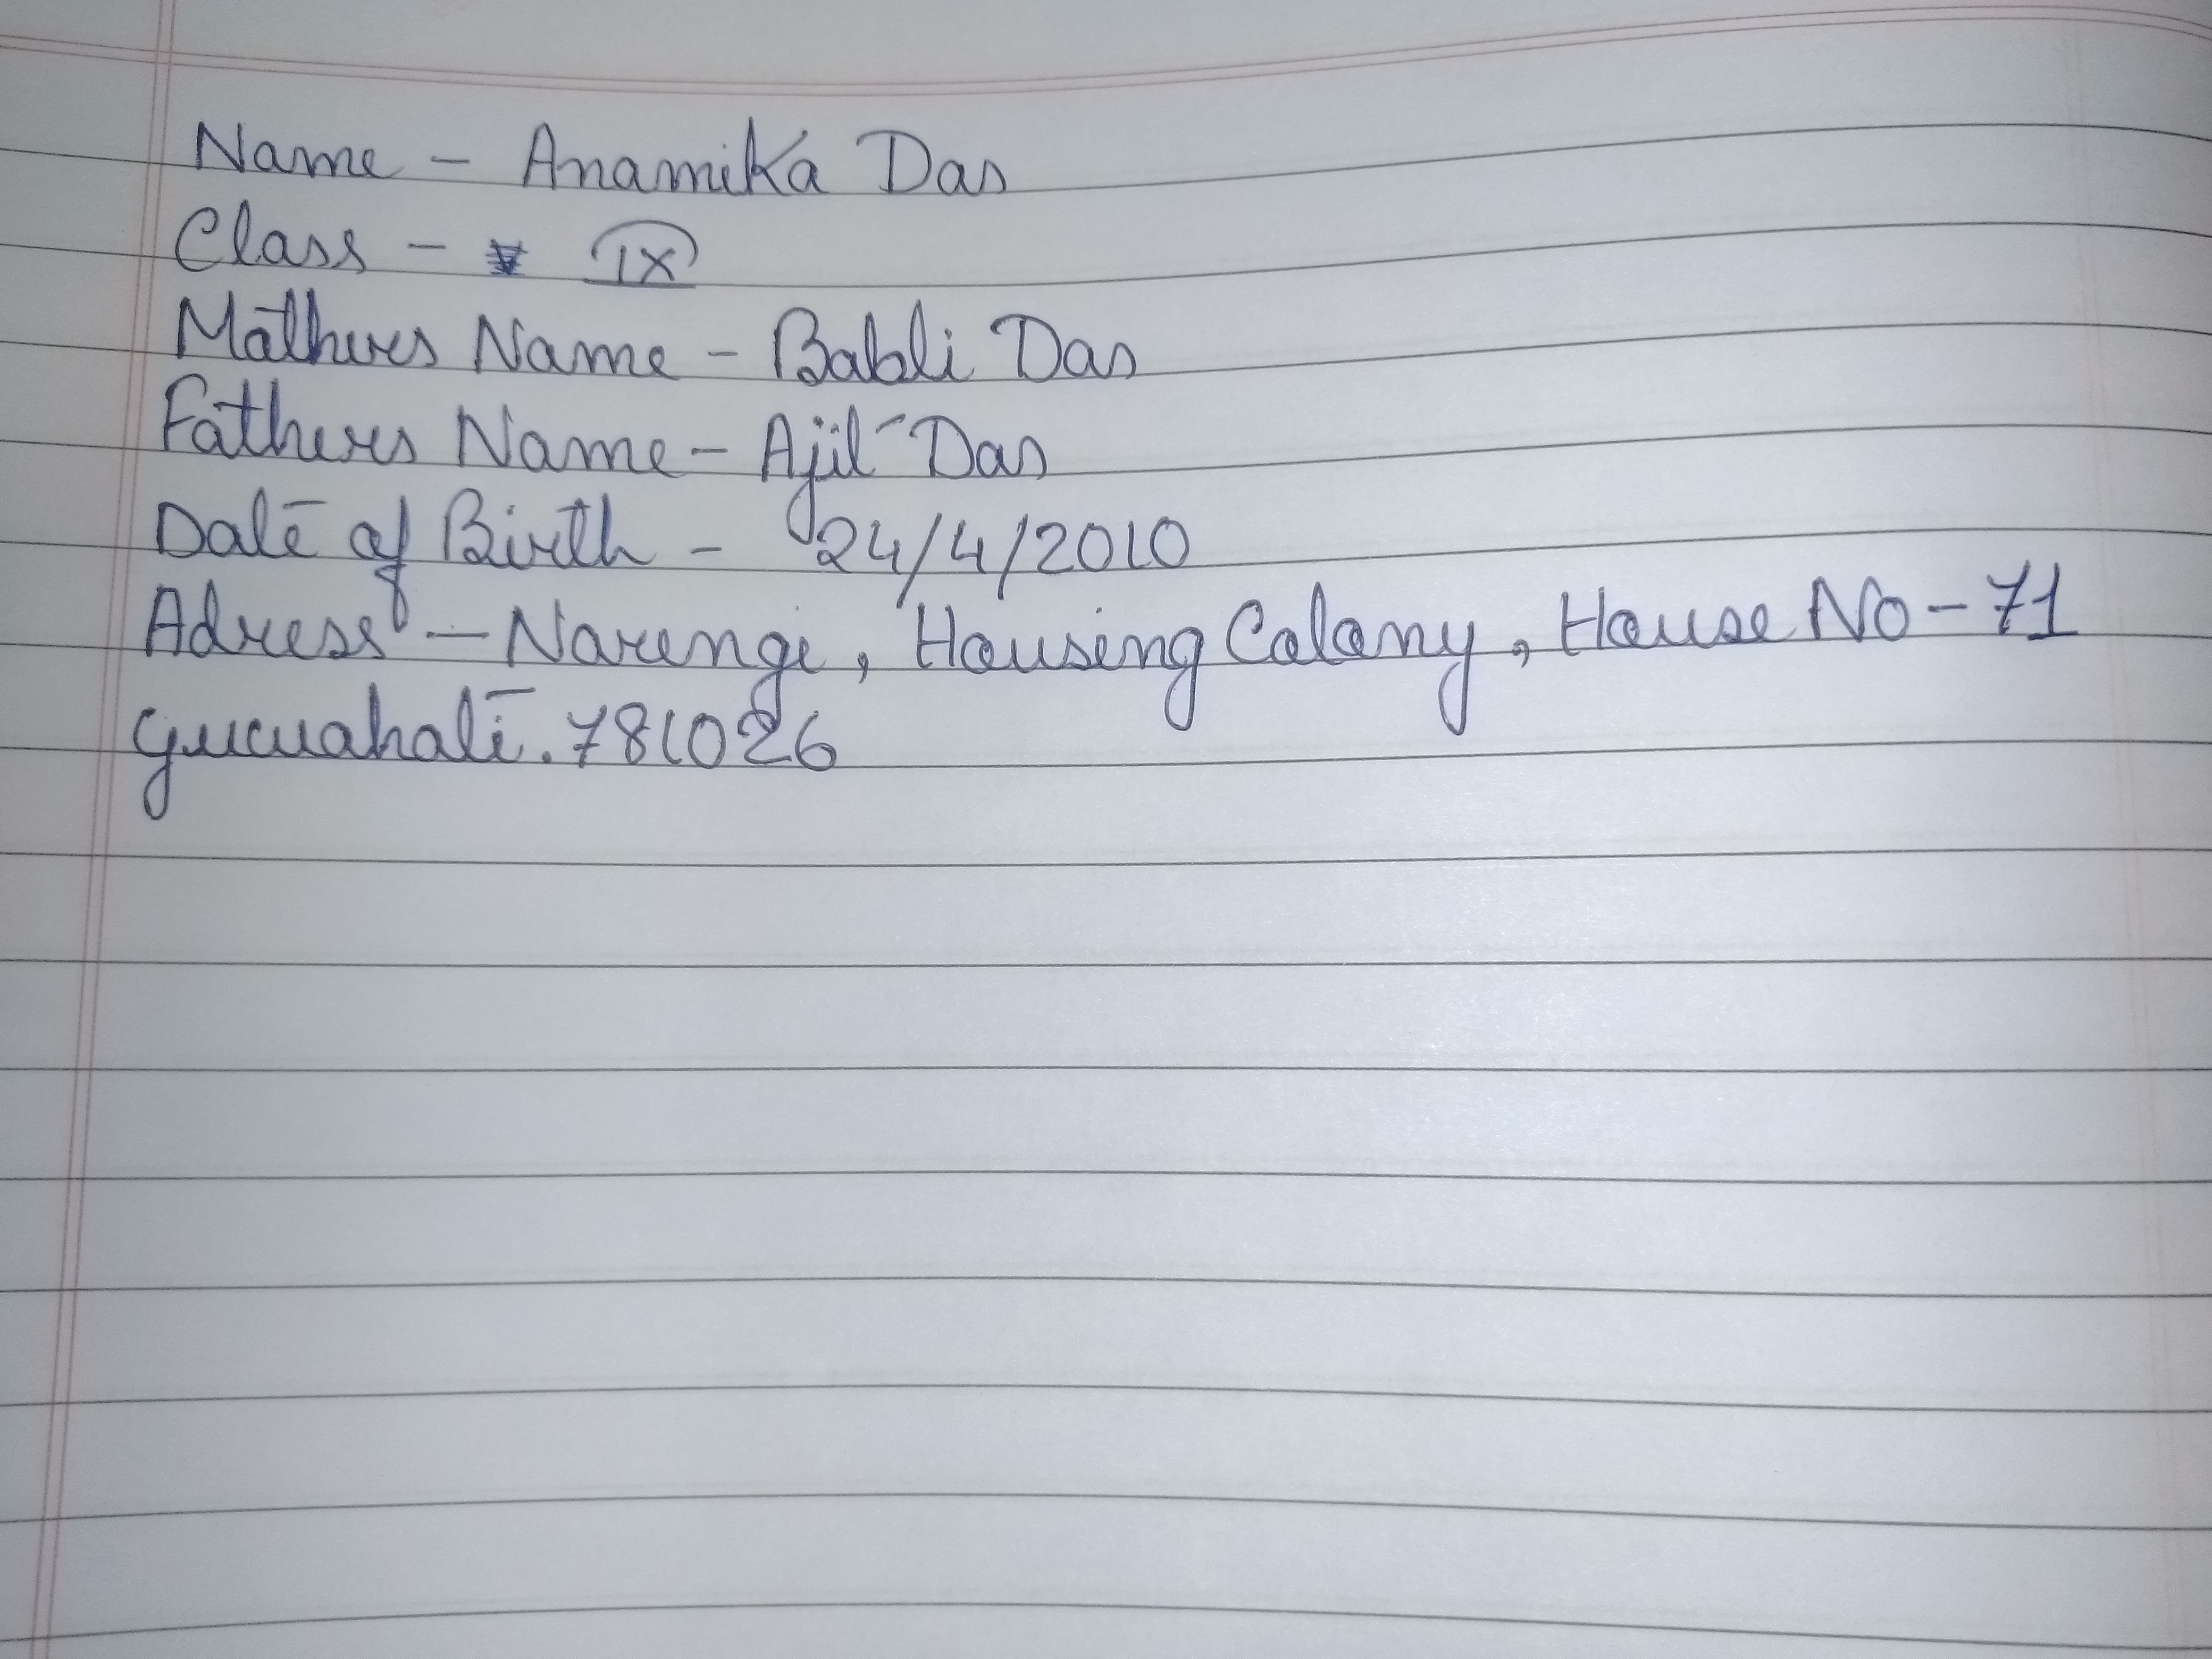 Name - Anamika Das
Class - IX
Mothers Name - Babli Das
Fathers Name - Ajit Das
Date of Birth - 24/4/2010
Adress - Narengi, Housing Colony, House No - 71
guwahati. 781026